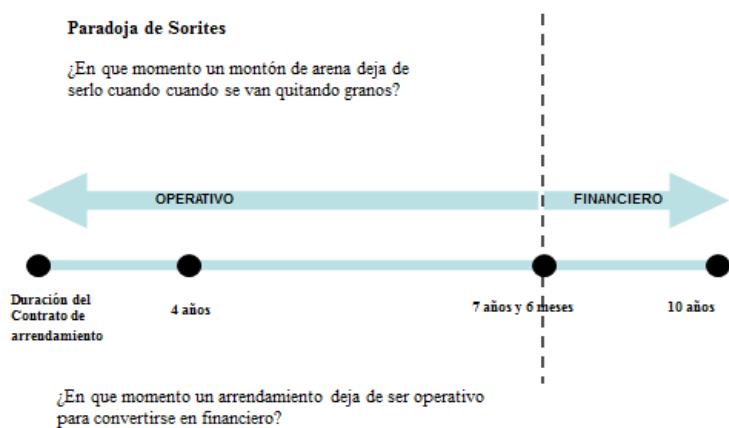 Paradoja de Sorites
¿En que momento un montón de arena deja de
serlo cuando cuando se van quitando granos?
OPERATIVO
FINANCIERO
Duración del
Contrato de
arrendamiento
4 años
7 años y 6 meses
10 años
¿En que momento un arrendamiento deja de ser operativo
para convertirse en financiero?